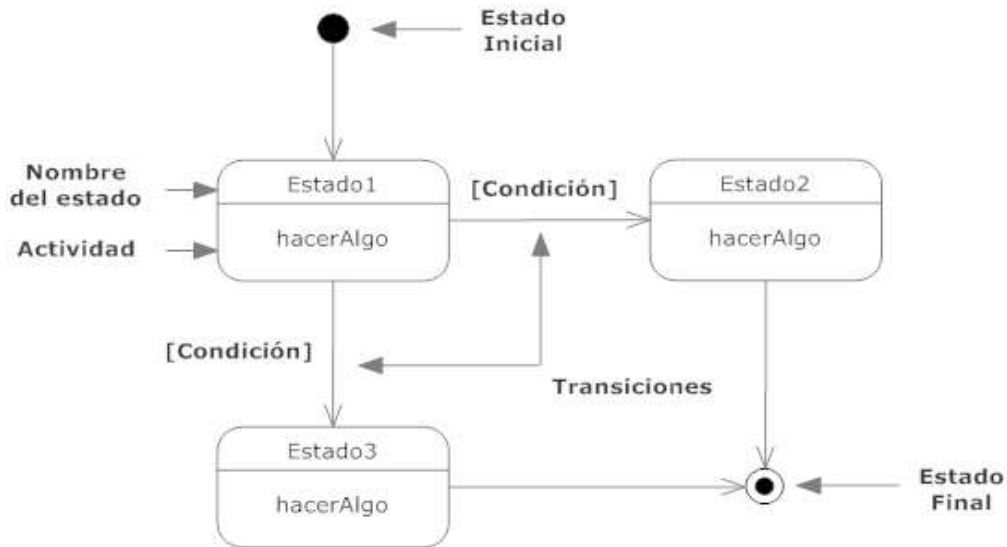 Estado
Inicial
Nombre
del estado
Actividad
Estado1
hacerAlgo
[Condición]
Estado2
hacerAlgo
[Condición]
Transiciones
Estado3
hacerAlgo
Estado
Final